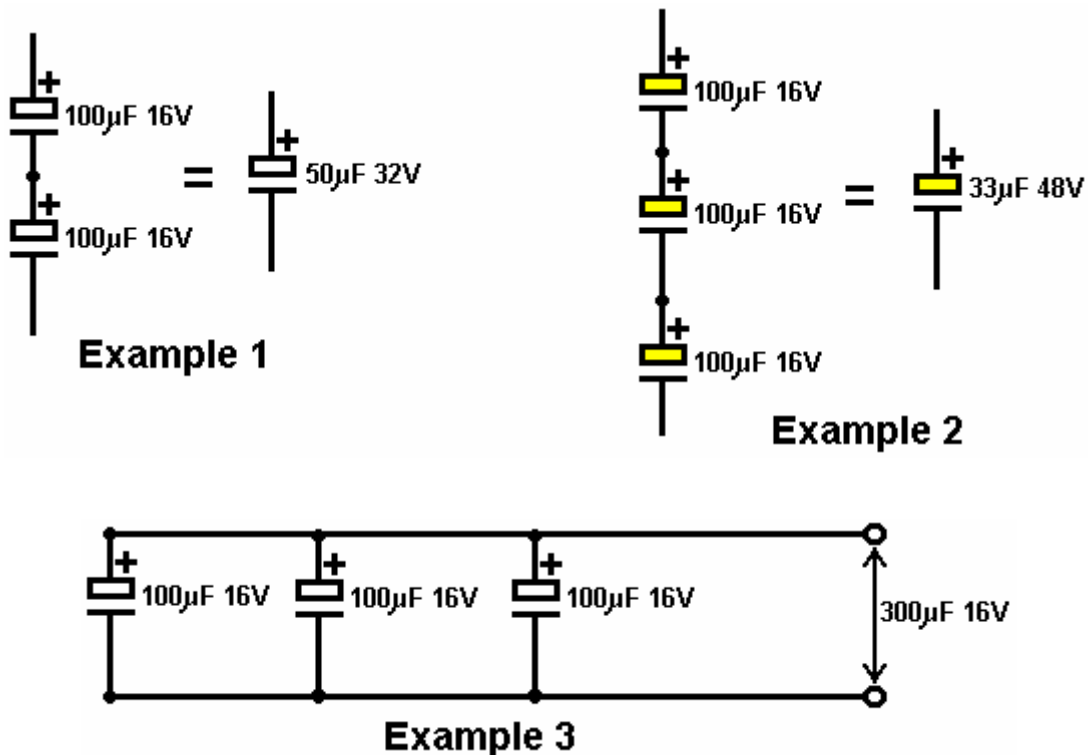 +
100µF 16V
+
100µF 16V
=
+
50µF 32V
Example 1
+
100µF 16V
+
100µF 16V
+
100µF 16V
=
+
33µF 48V
Example 2
+
100µF 16V
+
100µF 16V
+
100µF 16V
300µF 16V
Example 3